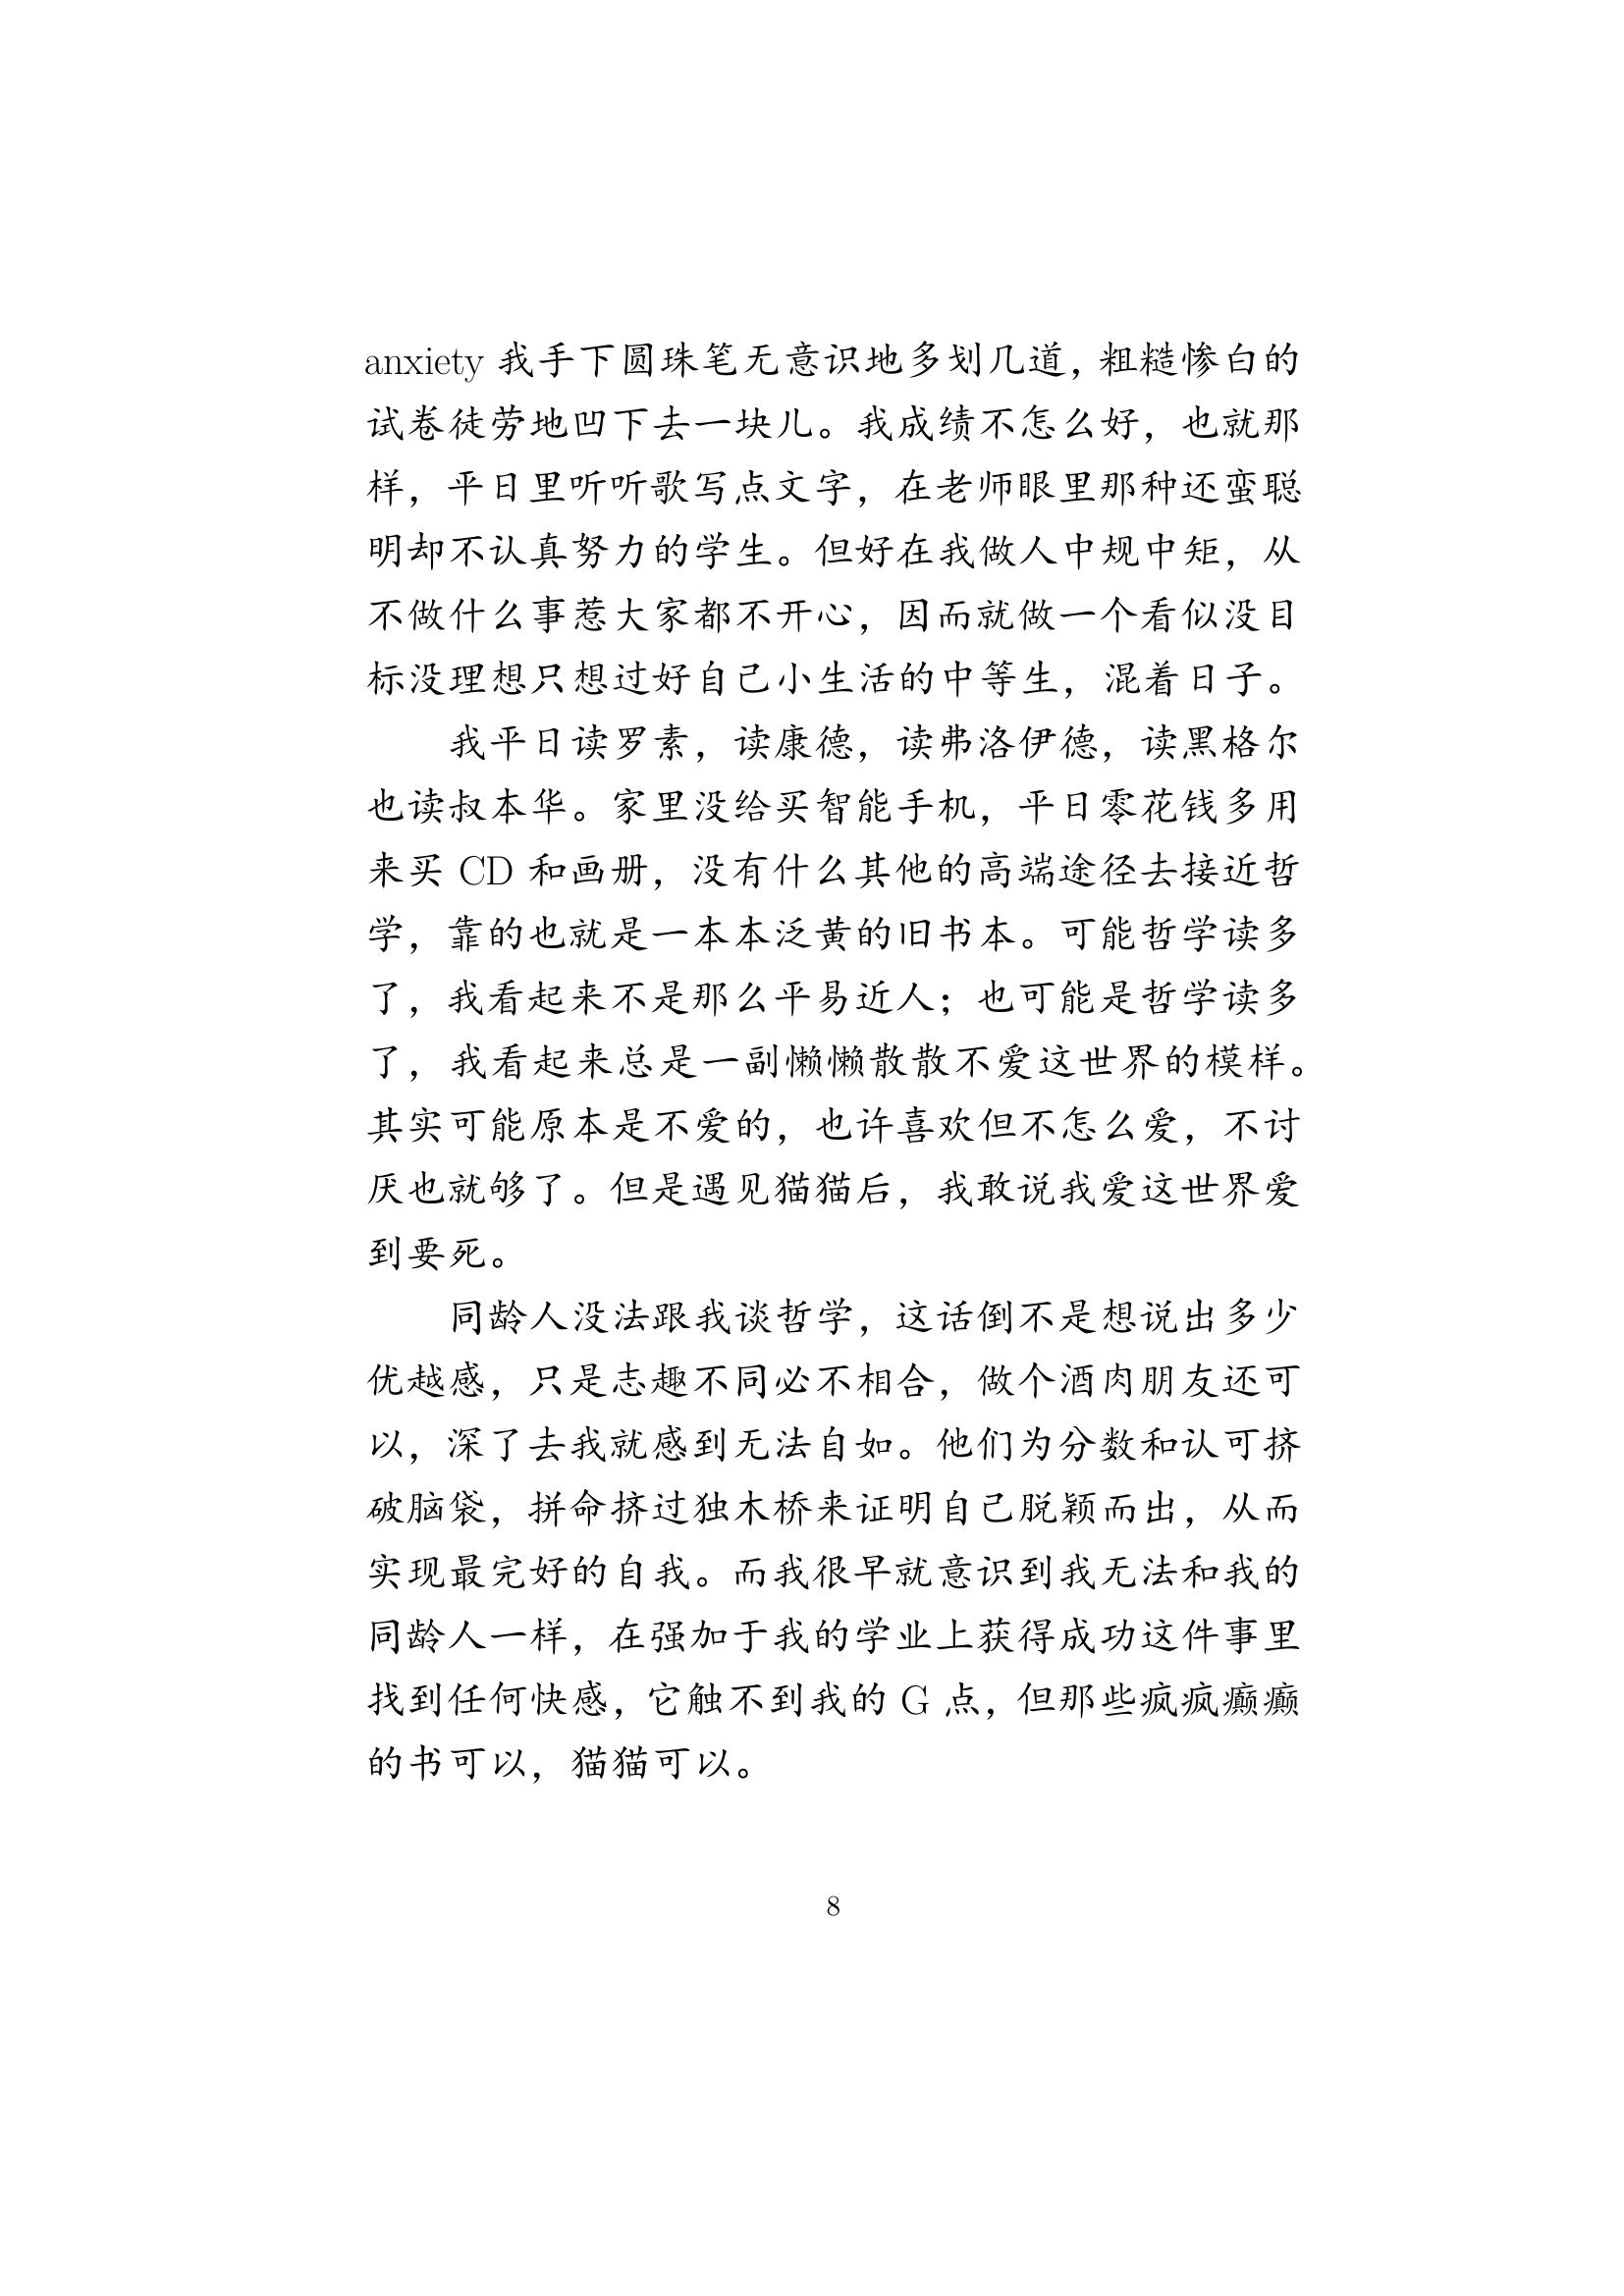 anxiety 我手下圆珠笔无意识地多划几道，粗糙惨白的
试卷徒劳地凹下去一块儿。我成绩不怎么好，也就那
样，平日里听听歌写点文字，在老师眼里那种还蛮聪
明却不认真努力的学生。但好在我做人中规中矩，从
不做什么事惹大家都不开心，因而就做一个看似没目
标没理想只想过好自己小生活的中等生，混着日子。
我平日读罗素，读康德，读弗洛伊德，读黑格尔
也读叔本华。家里没给买智能手机，平日零花钱多用
来买 CD 和画册，没有什么其他的高端途径去接近哲
学，靠的也就是一本本泛黄的旧书本。可能哲学读多
了，我看起来不是那么平易近人；也可能是哲学读多
了，我看起来总是一副懒懒散散不爱这世界的模样。
其实可能原本是不爱的，也许喜欢但不怎么爱，不讨
厌也就够了。但是遇见猫猫后，我敢说我爱这世界爱
到要死。
同龄人没法跟我谈哲学，这话倒不是想说出多少
优越感，只是志趣不同必不相合，做个酒肉朋友还可
以，深了去我就感到无法自如。他们为分数和认可挤
破脑袋，拼命挤过独木桥来证明自己脱颖而出，从而
实现最完好的自我。而我很早就意识到我无法和我的
同龄人一样，在强加于我的学业上获得成功这件事里
找到任何快感，它触不到我的 G 点，但那些疯疯癫癫
的书可以，猫猫可以。
8